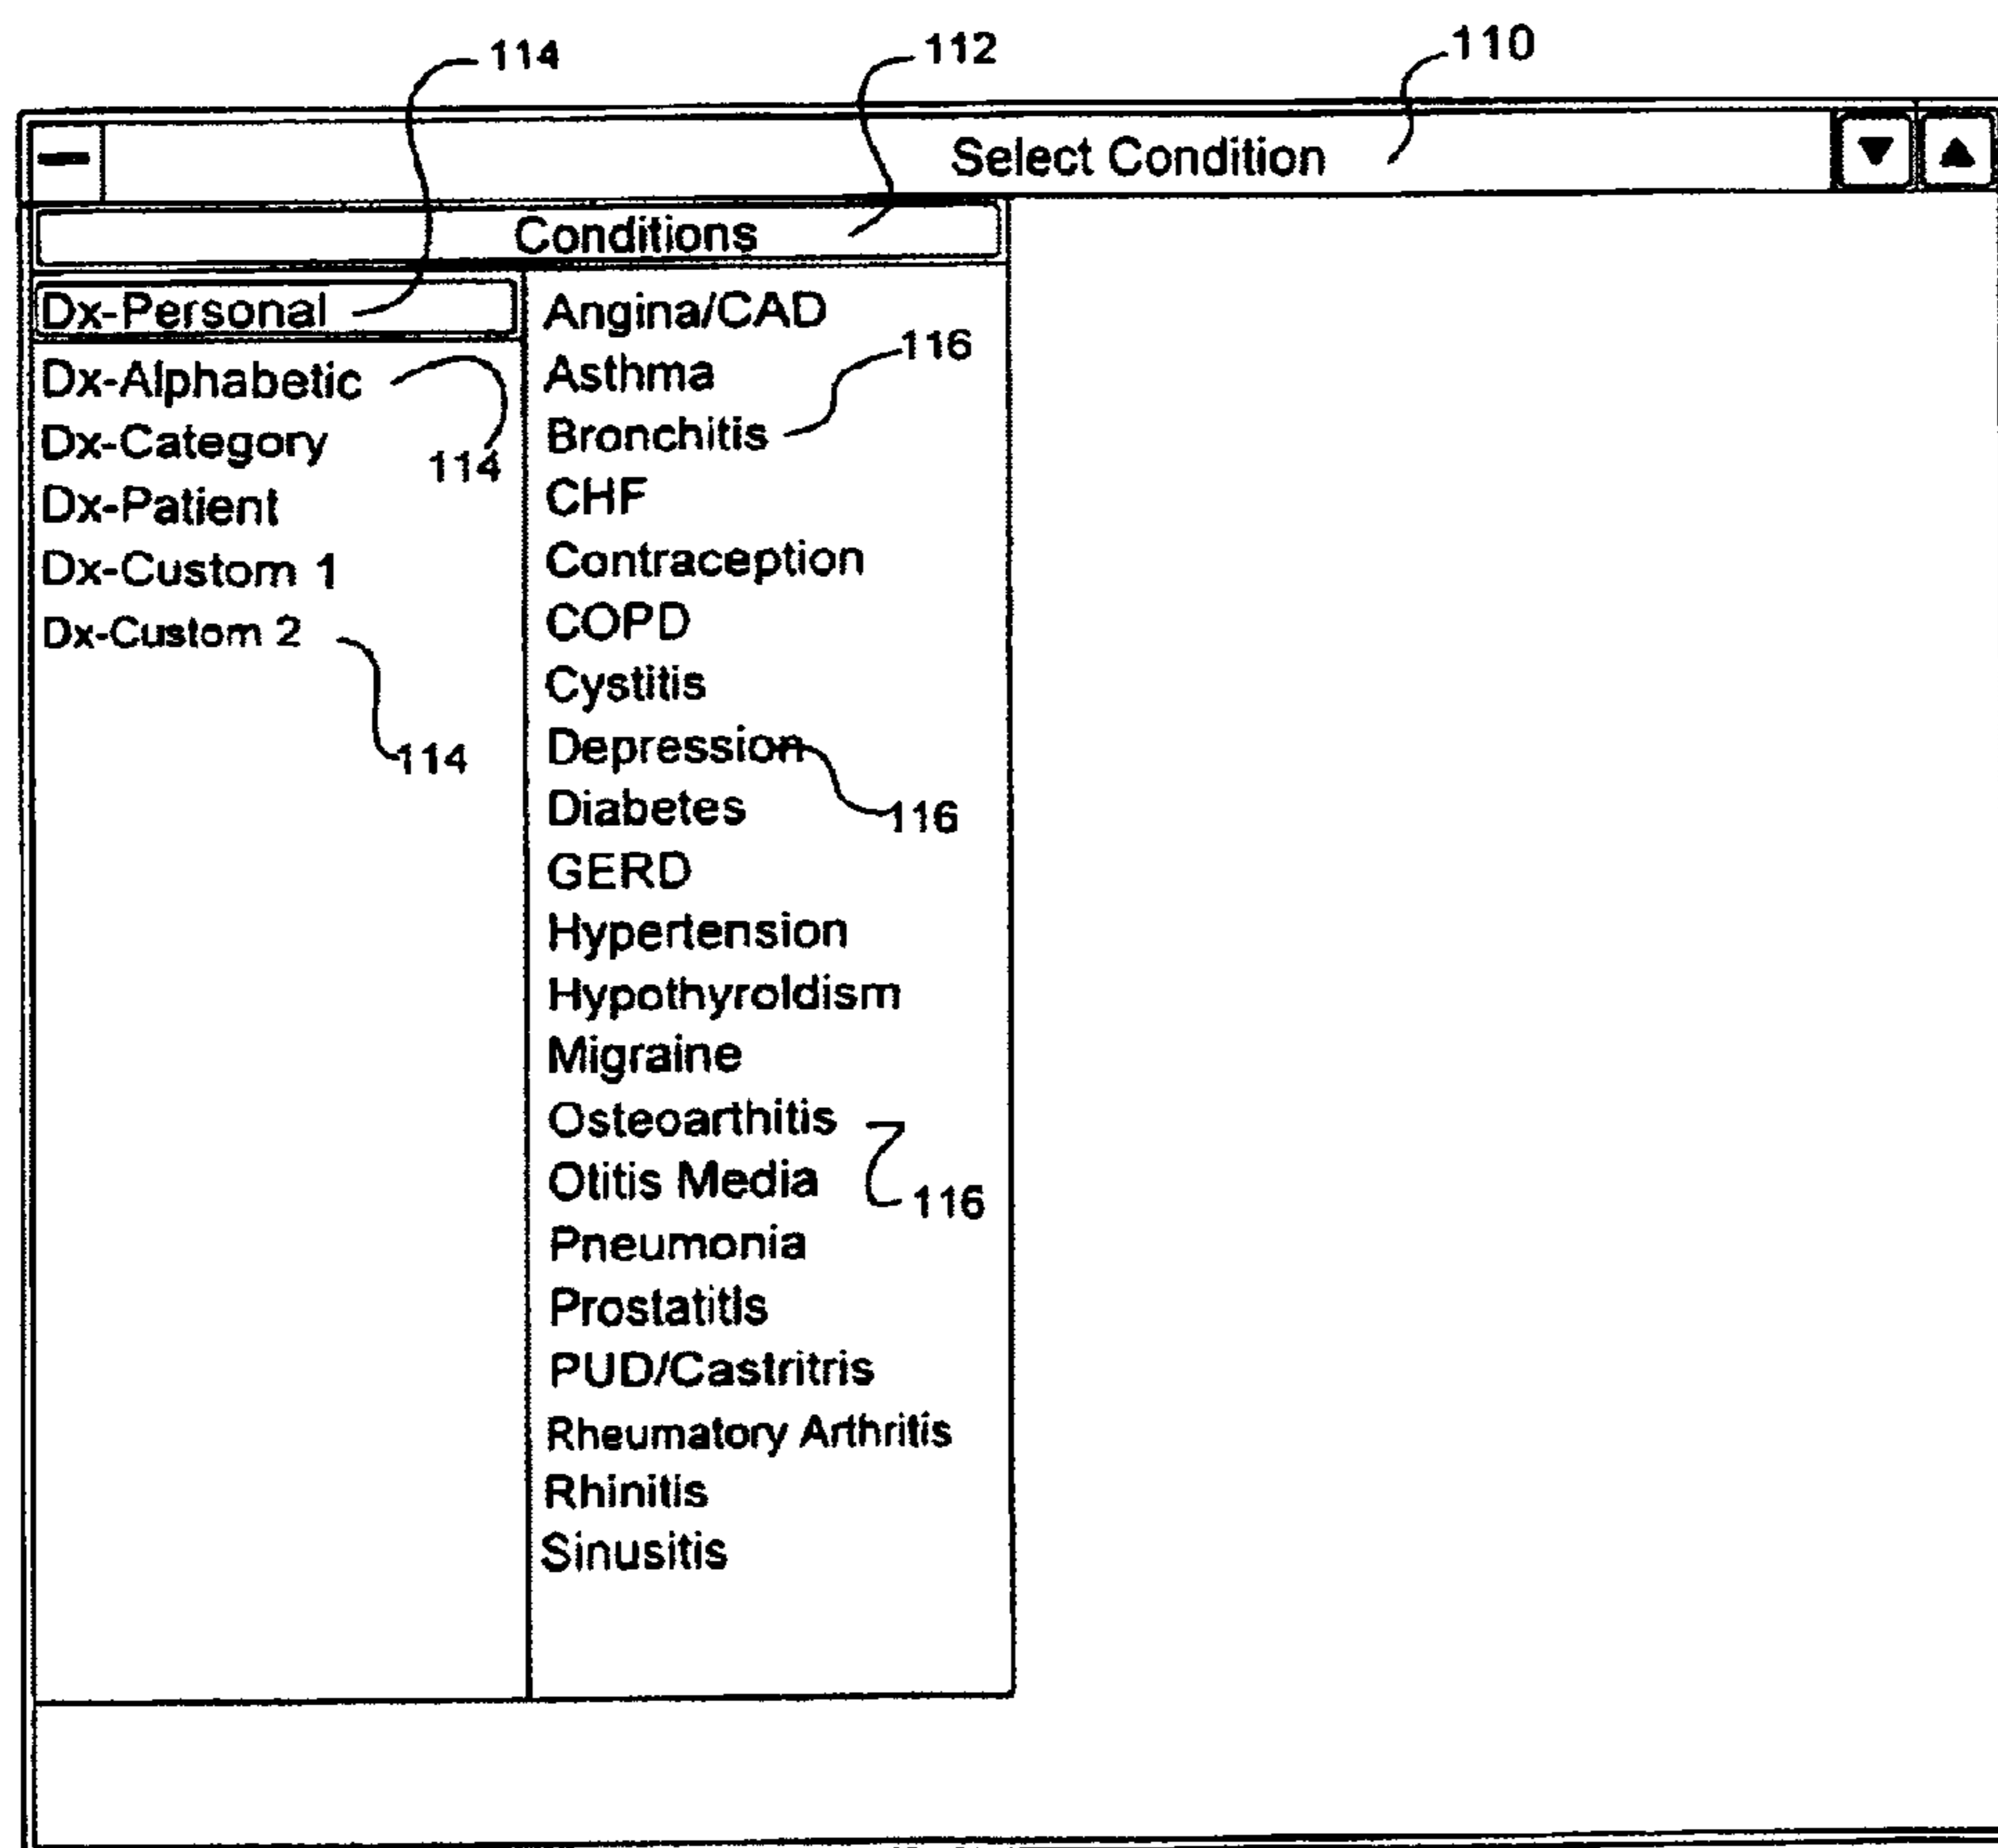 114 112 110
Select Condition
Conditions
Dx-Personal
Dx-Alphabetic
114
Dx-Category
Dx-Patient
Dx-Custom 1
Dx-Custom 2
114
Angina/CAD
116
Asthma
Bronchitis
CHF
Contraception
COPD
Cystitis
Depression
116
Diabetes
GERD
Hypertension
Hypothyroldism
Migraine
Osteoarthitis
Otitis Media
116
Pneumonia
Prostatitls
PUD/Castritris
Rheumatory Arthritis
Rhinitis
Sinusitis